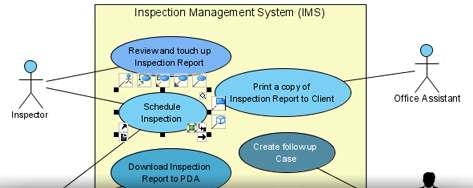 Inspection Management System (IMS)
Review and touch up
Inspection Report
Print a copy of
Inspection Report to Client
Schedule
Inspection
Inspector
Office Assistant
Create follow up
Case
Download Inspection
Report to PDA